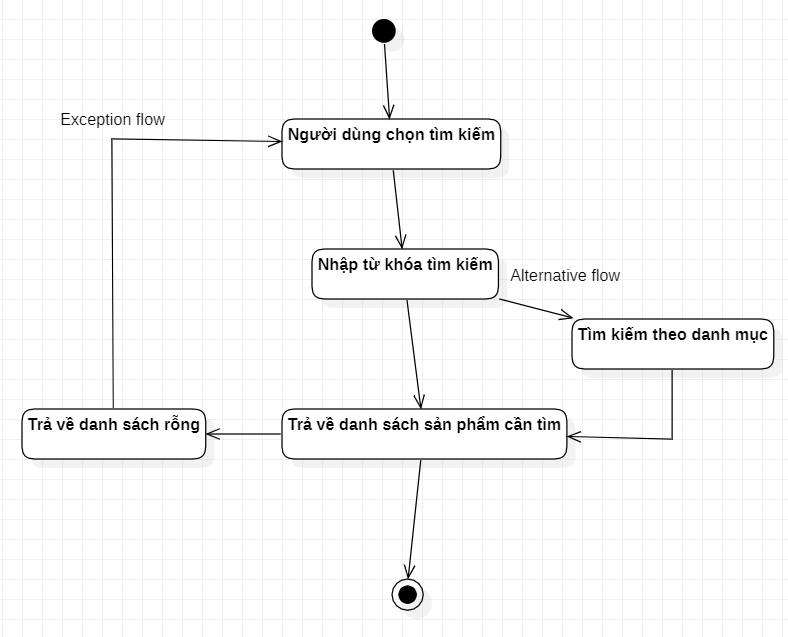 Exception flow
Người dùng chọn tìm kiếm
Nhập từ khóa tìm kiếm
Alternative flow
Tìm kiếm theo danh mục
Trả về danh sách rỗng
Trả về danh sách sản phẩm cần tìm